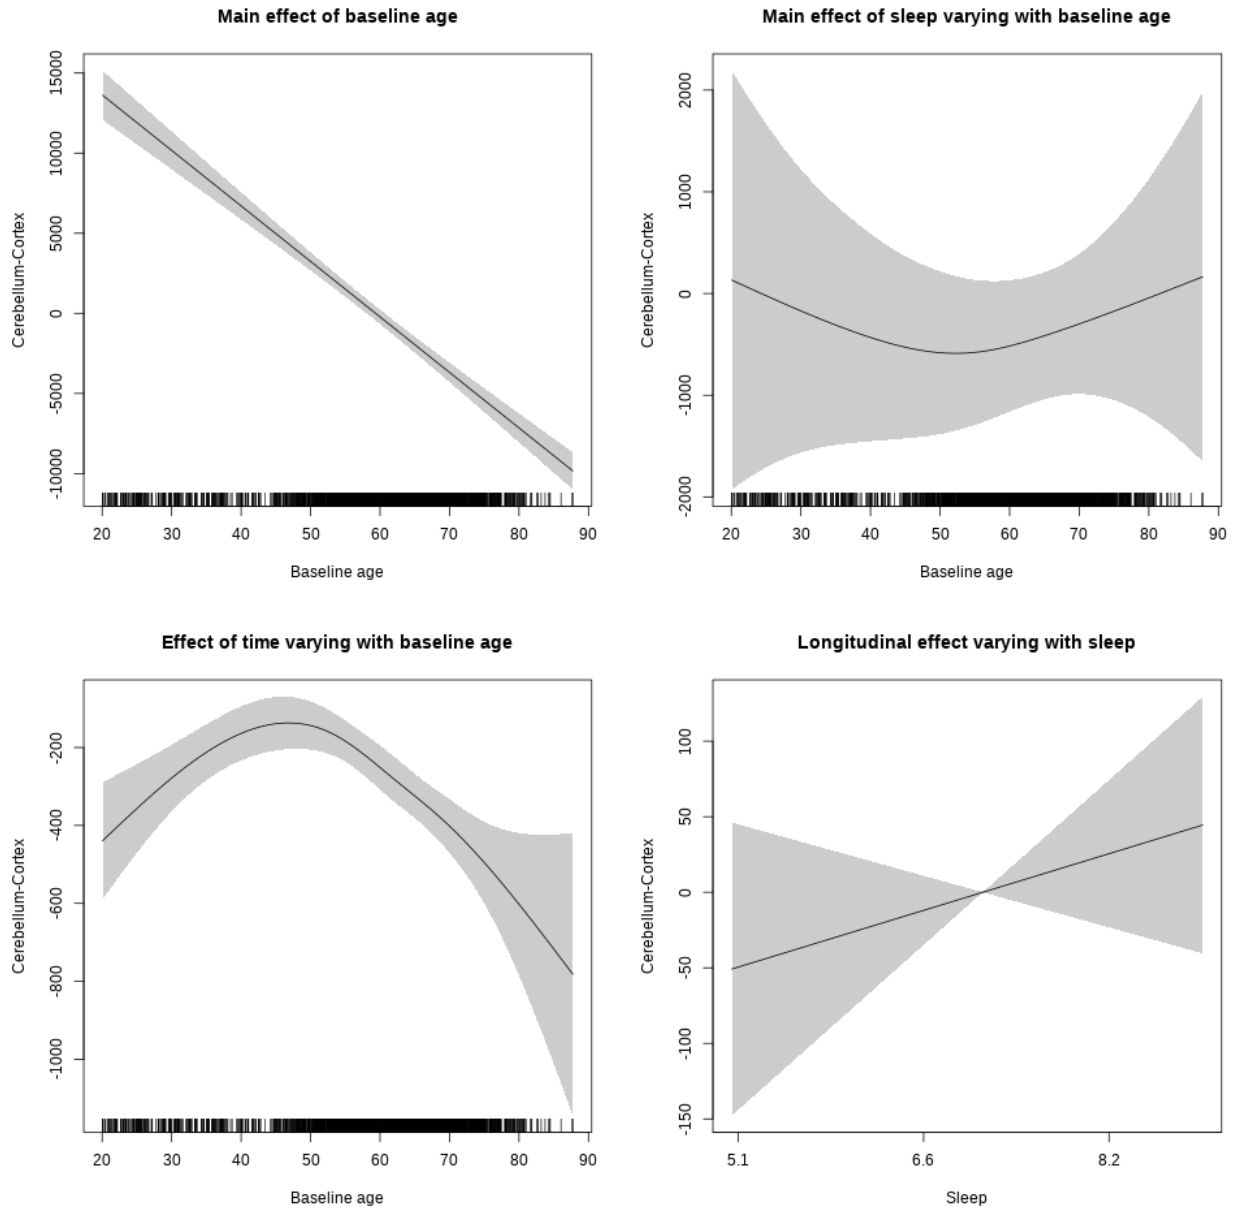 Main effect of baseline age
Cerebellum-Cortex
15000
10000
5000
0
-5000
-10000
20 30 40 50 60 70 80 90
Baseline age
Main effect of sleep varying with baseline age
Cerebellum-Cortex
2000
1000
0
-1000
-2000
20 30 40 50 60 70 80 90
Baseline age
Effect of time varying with baseline age
Cerebellum-Cortex
-200
-400
-600
-800
-1000
20 30 40 50 60 70 80 90
Baseline age
Longitudinal effect varying with sleep
Cerebellum-Cortex
100
50
0
-50
-100
-150
5.1 6.6 8.2
Sleep